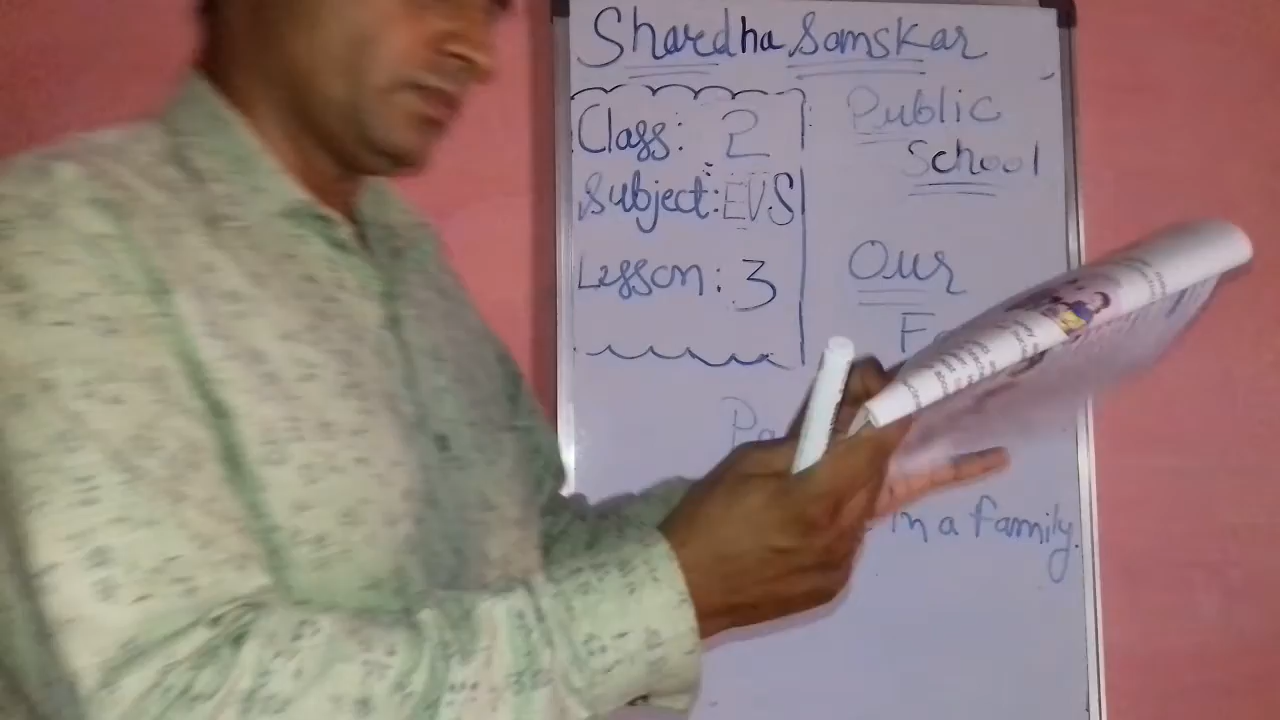 Shardha Samskar
Public
School
Class: 2
Subject: EVS
Lesson: 3
Our
in a family.